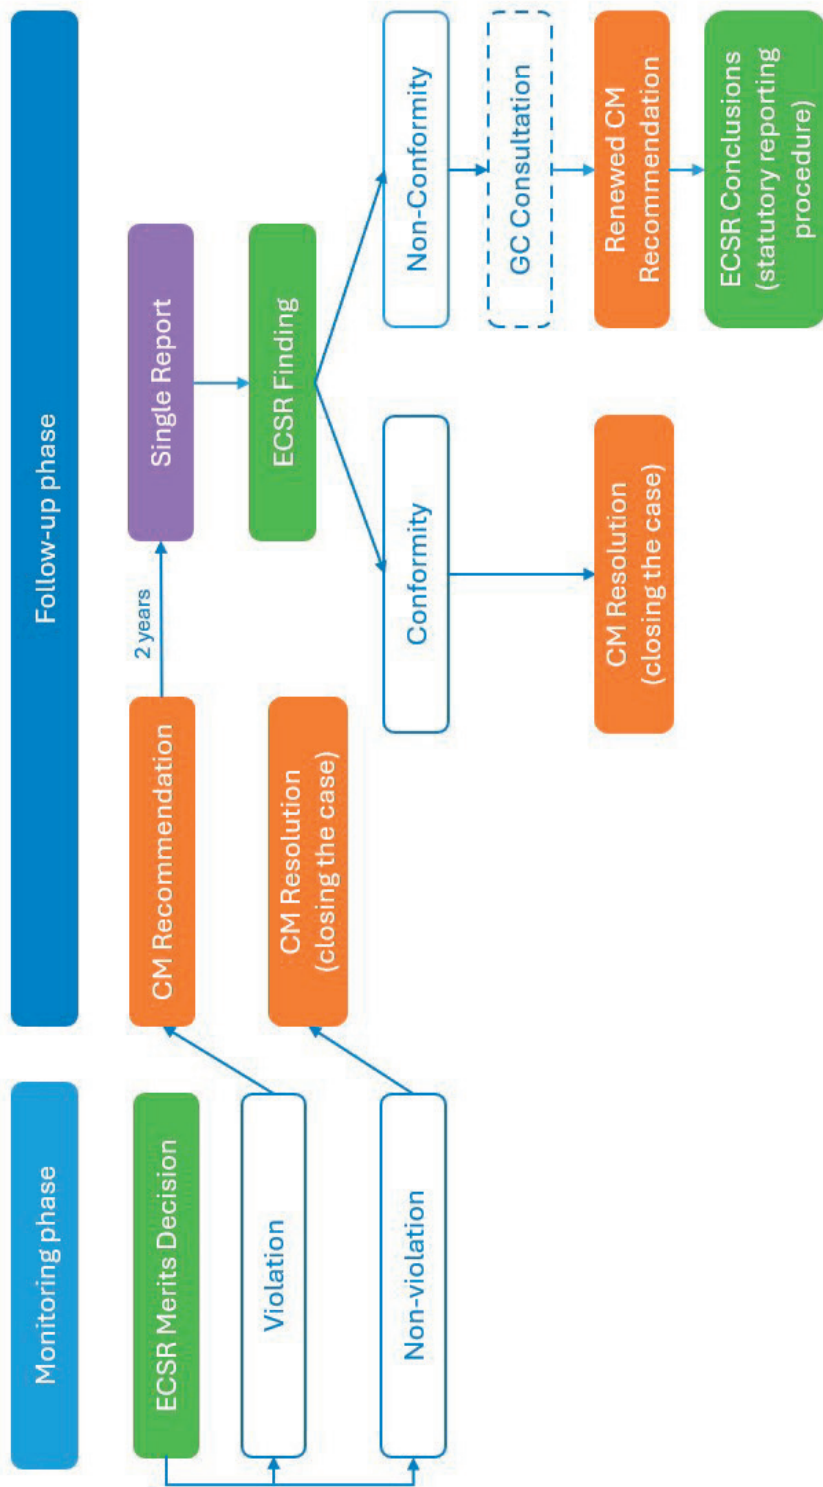 Monitoring phase
Follow-up phase
ECSR Merits Decision
Violation
Non-violation
CM Recommendation
2 years
CM Resolution
(closing the case)
Single Report
ECSR Finding
Conformity
CM Resolution
(closing the case)
Non-Conformity
GC Consultation
Renewed CM
Recommendation
ECSR Conclusions
(statutory reporting
procedure)